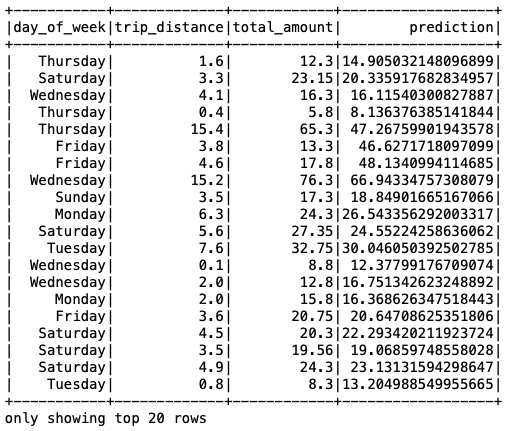 +-----------+-------------+------------+------------------+
|day_of_week|trip_distance|total_amount|        prediction|
+-----------+-------------+------------+------------------+
|   Thursday|          1.6|        12.3|14.905032148096899|
|   Saturday|          3.3|       23.15|20.335917682834957|
|  Wednesday|          4.1|        16.3| 16.11540300827887|
|   Thursday|          0.4|         5.8| 8.136376385141844|
|   Thursday|         15.4|        65.3| 47.26759901943578|
|     Friday|          3.8|        13.3|  46.6271718097099|
|     Friday|          4.6|        17.8|  48.1340994114685|
|  Wednesday|         15.2|        76.3| 66.94334757308079|
|     Sunday|          3.5|        17.3| 18.84901665167066|
|     Monday|          6.3|        24.3|26.543356292003317|
|   Saturday|          5.6|       27.35| 24.55224258636062|
|    Tuesday|          7.6|       32.75|30.046050392502785|
|  Wednesday|          0.1|         8.8| 12.37799176709074|
|  Wednesday|          2.0|        12.8|16.751342623248892|
|     Monday|          2.0|        15.8|16.368626347518443|
|     Monday|          3.6|       20.75| 20.64708625351806|
|   Saturday|          4.5|        20.3|22.293420211923724|
|   Saturday|          3.5|       19.56| 19.06859748558028|
|   Saturday|          4.9|        24.3| 23.13131594298647|
|    Tuesday|          0.8|         8.3|13.204988549955665|
+-----------+-------------+------------+------------------+
only showing top 20 rows